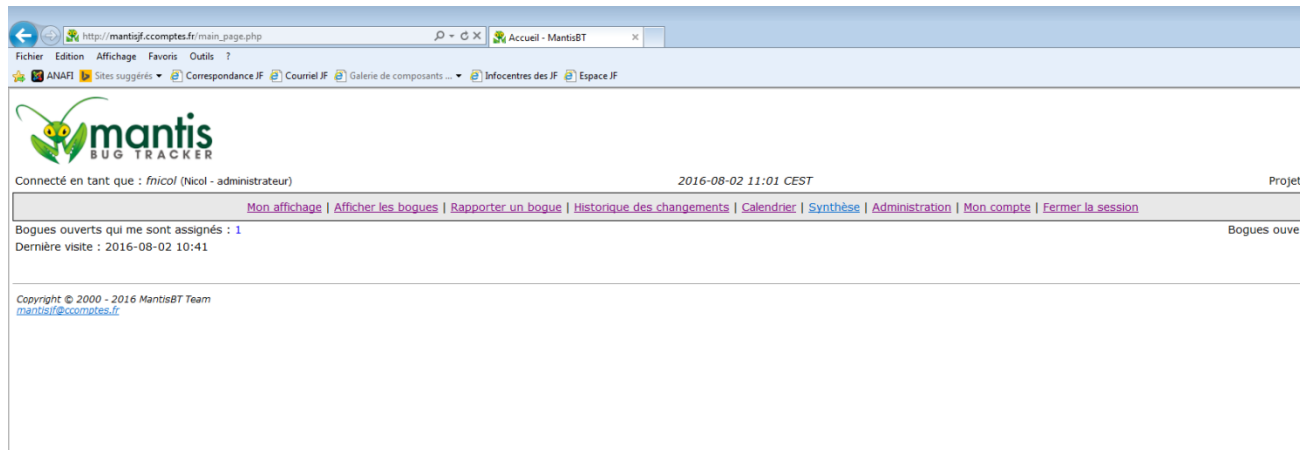 http://mantisjf.ccomptes.fr/main_page.php Accueil - MantisBT
Fichier Edition Affichage Favoris Outils ?
ANAFI Sites suggérés Correspondance JF Courriel JF Galerie de composants ... Infocentres des JF Espace JF
mantis
BUG TRACKER
Connecté en tant que : fnicol (Nicol - administrateur) 2016-08-02 11:01 CEST Projet
Mon affichage | Afficher les bogues | Rapporter un bogue | Historique des changements | Calendrier | Synthèse | Administration | Mon compte | Fermer la session
Bogues ouverts qui me sont assignés : 1 Bogues ouve
Dernière visite : 2016-08-02 10:41
Copyright © 2000 - 2016 MantisBT Team
mantisjf@ccomptes.fr